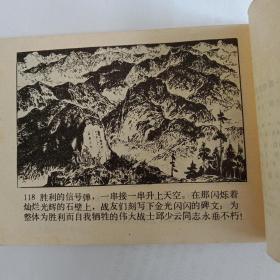 118 胜利的信号弹，一串接一串升上天空。在那闪烁着
灿烂光辉的石壁上，战友们刻写下金光闪闪的碑文：为
整体为胜利而自我牺牲的伟大战士邱少云同志永垂不朽！